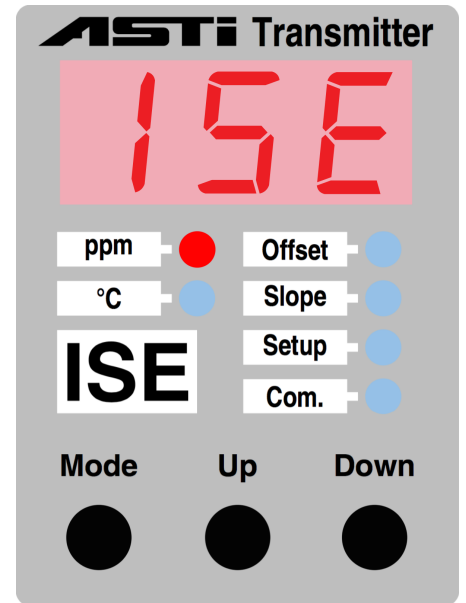 ASTi Transmitter
ISE
ppm
Offset
°C
Slope
ISE
Setup
Com.
Mode Up Down